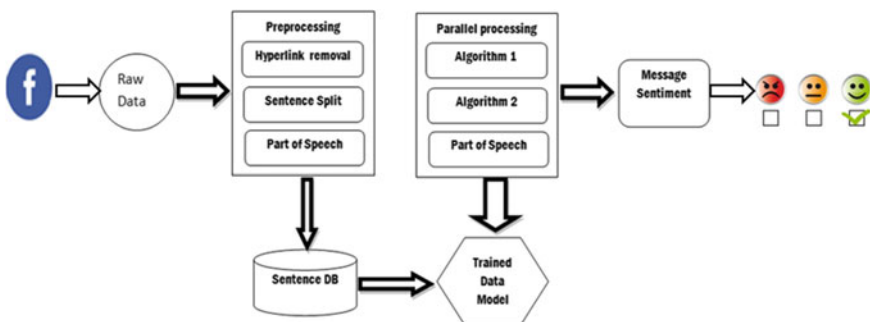 f
Raw
Data
Preprocessing
Hyperlink removal
Sentence Split
Part of Speech
Sentence DB
Parallel processing
Algorithm 1
Algorithm 2
Part of Speech
Trained
Data
Model
Message
Sentiment